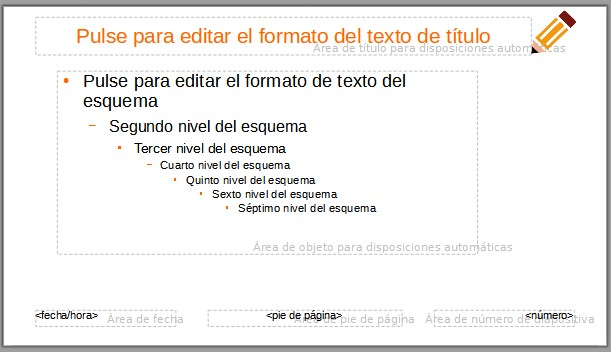 Pulse para editar el formato del texto de título
Área de título para disposiciones automáticas
Pulse para editar el formato de texto del
esquema
Segundo nivel del esquema
Tercer nivel del esquema
Cuarto nivel del esquema
Quinto nivel del esquema
Sexto nivel del esquema
Séptimo nivel del esquema
Área de objeto para disposiciones automáticas
<fecha/hora>
Área de fecha
<pie de página>
Área de pie de página
<número>
Área de número de diapositiva